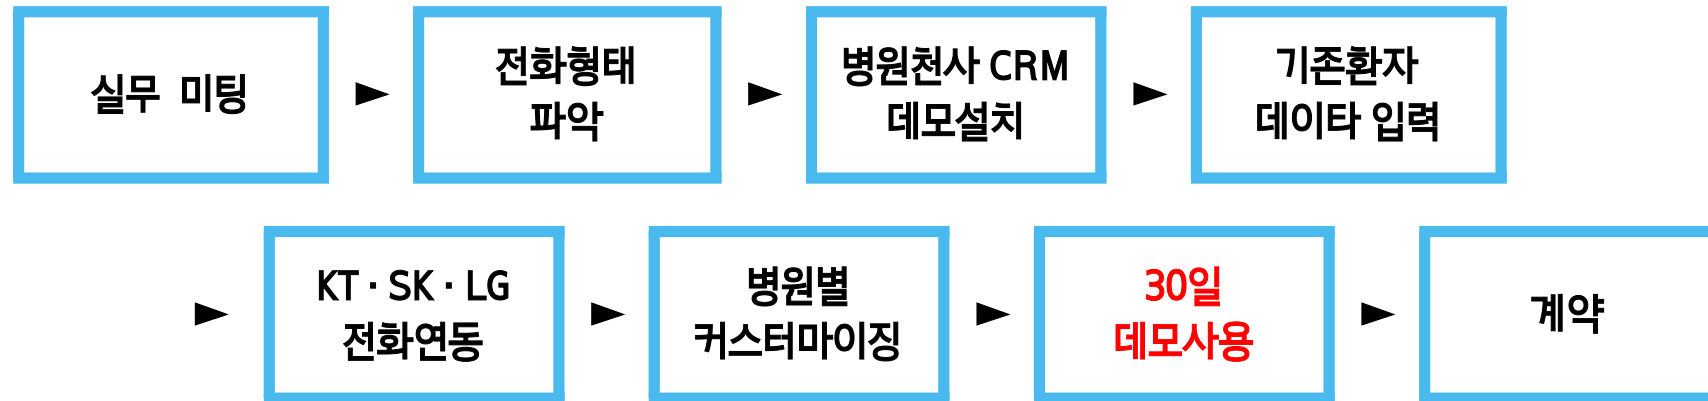 실무 미팅
전화형태
파악
병원천사 CRM
데모설치
기존환자
데이타 입력
KT · SK · LG
전화연동
병원별
커스터마이징
30일
데모사용
계약